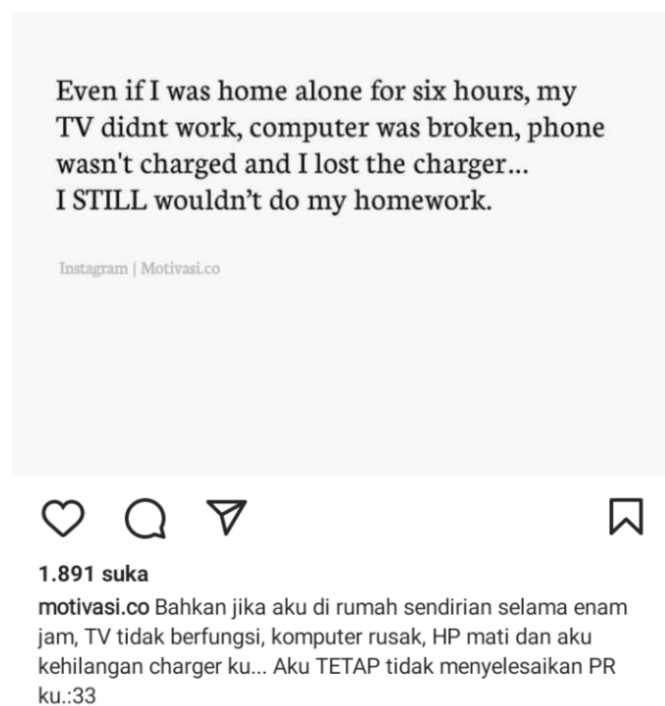 Even if I was home alone for six hours, my
TV didnt work, computer was broken, phone
wasn't charged and I lost the charger...
I STILL wouldn’t do my homework.
Instagram | Motivasi.co
1.891 suka
motivasi.co Bahkan jika aku di rumah sendirian selama enam
jam, TV tidak berfungsi, komputer rusak, HP mati dan aku
kehilangan charger ku... Aku TETAP tidak menyelesaikan PR
ku.:33